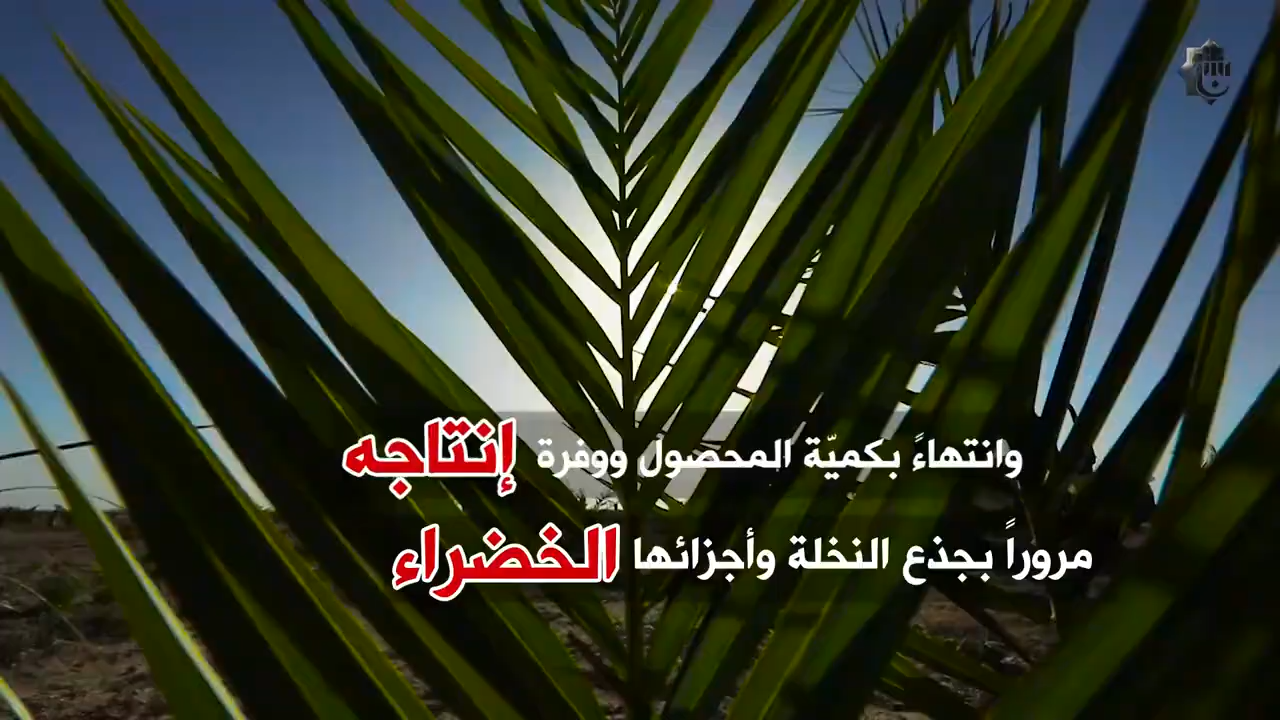 وانتهاءً بكميّة المحصول ووفرة إنتاجه
مروراً بجذع النخلة وأجزائها الخضراء